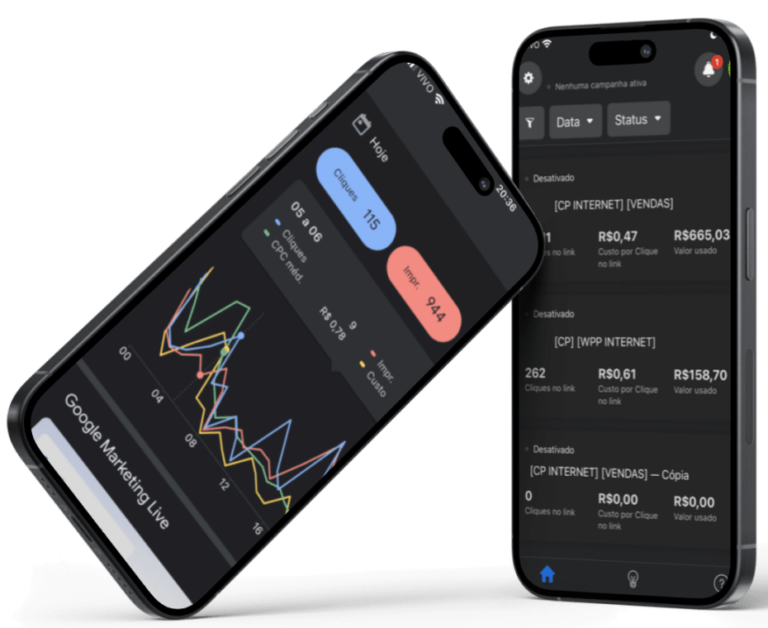 VIVO
20:36
Hoje
Cliques
115
Impr.
944
05 a 06
Cliques
CPC méd.
9
R$ 0,78
Impr.
Custo
00
04
08
12
16
Google Marketing Live
Nenhuma campanha ativa
1
Data
Status
Desativado
[CP INTERNET] [VENDAS]
R$0,47
R$665,03
Custo por Clique
Valor usado
no link
Desativado
[CP] [WPP INTERNET]
262
R$0,61
R$158,70
Cliques no link
Custo por Clique
Valor usado
no link
Desativado
[CP INTERNET] [VENDAS] — Cópia
0
R$0,00
R$0,00
Cliques no link
Custo por Clique
Valor usado
no link